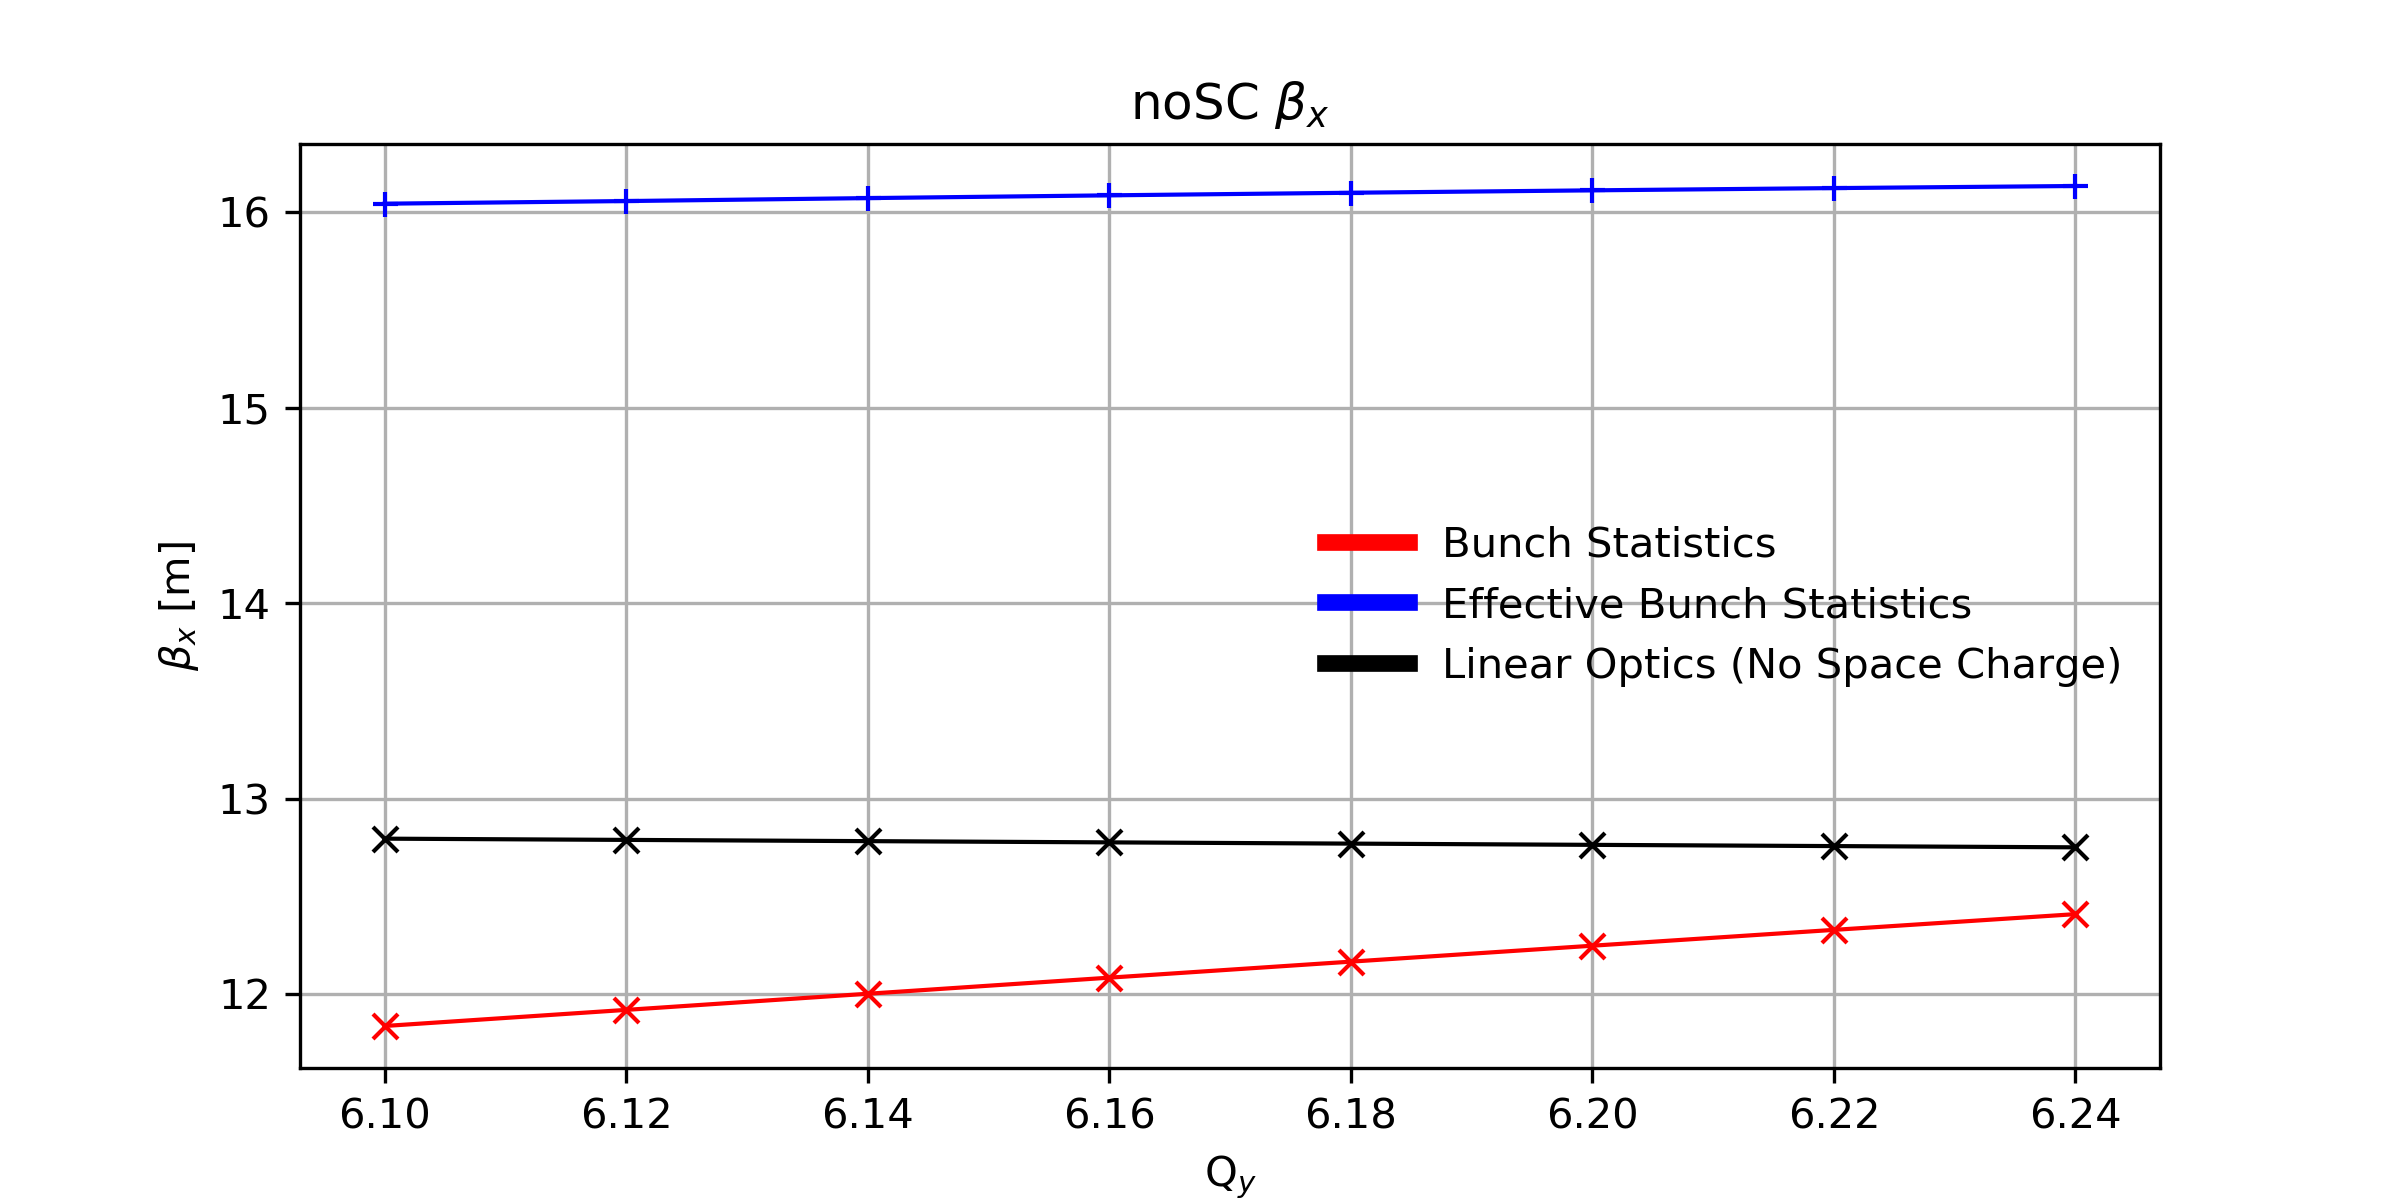 noSC βx
βx [m]
16
15
14
13
12
Bunch Statistics
Effective Bunch Statistics
Linear Optics (No Space Charge)
6.10 6.12 6.14 6.16 6.18 6.20 6.22 6.24
Qy